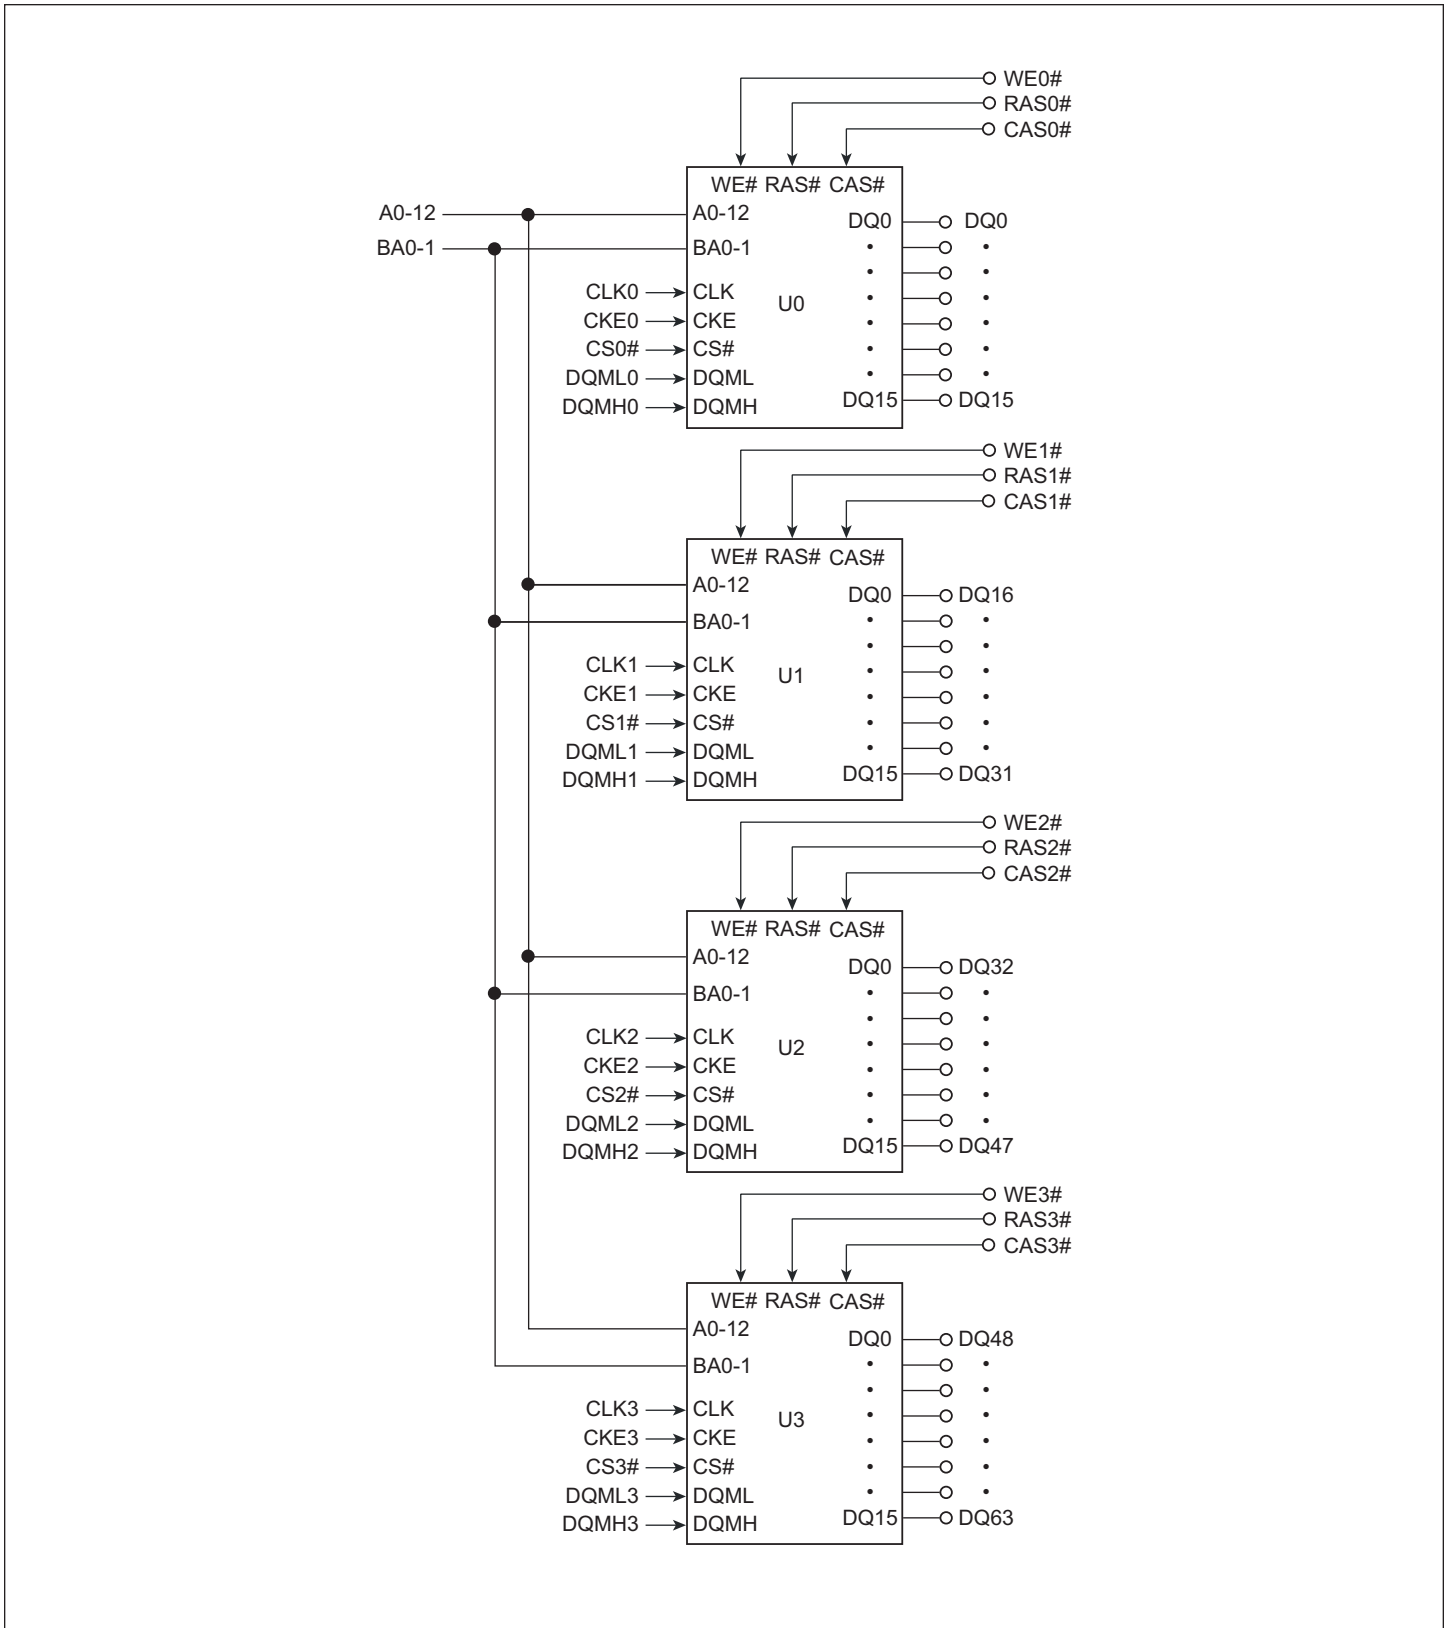 WE0#
RAS0#
CAS0#
WE# RAS# CAS#
A0-12 A0-12
DQ0 DQ0
BA0-1 BA0-1
CLK0 CLK
U0
CKE0 CKE
CS0# CS#
DQML0 DQML
DQ15 DQ15
DQMH0 DQMH
WE1#
RAS1#
CAS1#
WE# RAS# CAS#
A0-12
DQ0 DQ16
BA0-1
CLK1 CLK
U1
CKE1 CKE
CS1# CS#
DQML1 DQML
DQ15 DQ31
DQMH1 DQMH
WE2#
RAS2#
CAS2#
WE# RAS# CAS#
A0-12
DQ0 DQ32
BA0-1
CLK2 CLK
U2
CKE2 CKE
CS2# CS#
DQML2 DQML
DQ15 DQ47
DQMH2 DQMH
WE3#
RAS3#
CAS3#
WE# RAS# CAS#
A0-12
DQ0 DQ48
BA0-1
CLK3 CLK
U3
CKE3 CKE
CS3# CS#
DQML3 DQML
DQ15 DQ63
DQMH3 DQMH